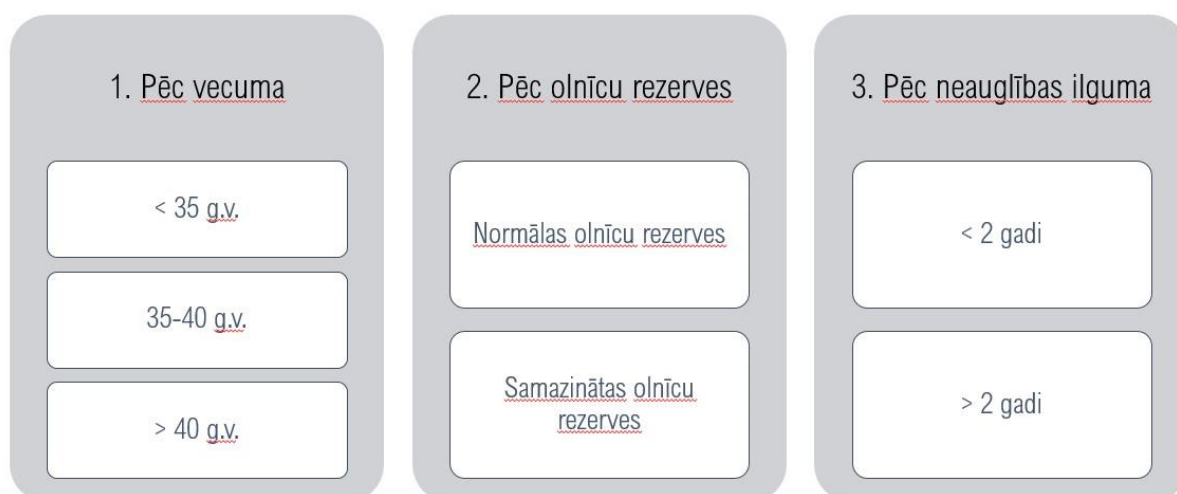 1. Pēc vecuma
< 35 g.v.
35-40 g.v.
> 40 g.v.
2. Pēc olnīcu rezerves
Normālas olnīcu rezerves
Samazinātas olnīcu
rezerves
3. Pēc neauglības ilguma
< 2 gadi
> 2 gadi